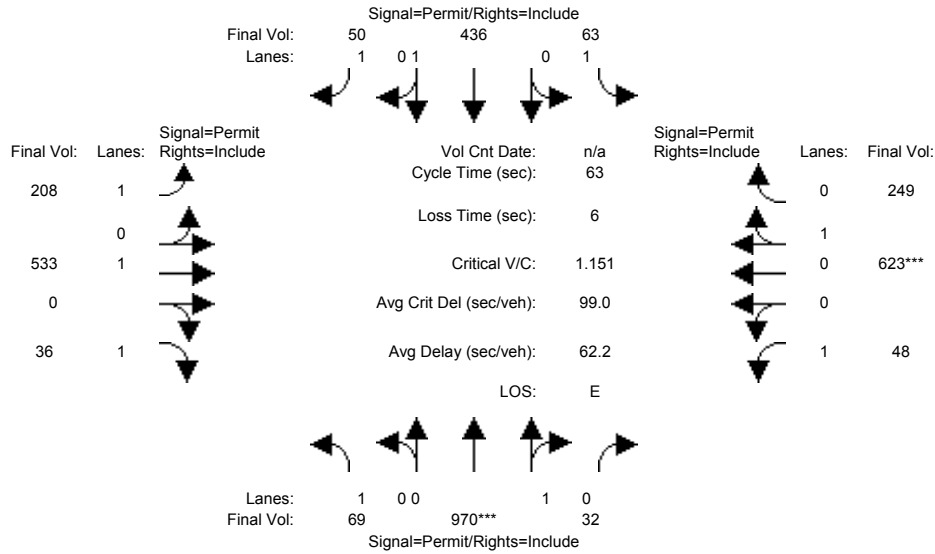 Signal=Permit/Rights=Include
Final Vol: 50 436 63
Lanes: 1 0 1 0 1
Signal=Permit
Rights=Include
Final Vol: Lanes:
208 1
0
533 1
0
36 1
Vol Cnt Date: n/a
Cycle Time (sec): 63
Loss Time (sec): 6
Critical V/C: 1.151
Avg Crit Del (sec/veh): 99.0
Avg Delay (sec/veh): 62.2
LOS: E
Signal=Permit
Rights=Include
Lanes: Final Vol:
0 249
1
0 623***
0
1 48
Lanes: 1 0 0 1 0
Final Vol: 69 970*** 32
Signal=Permit/Rights=Include